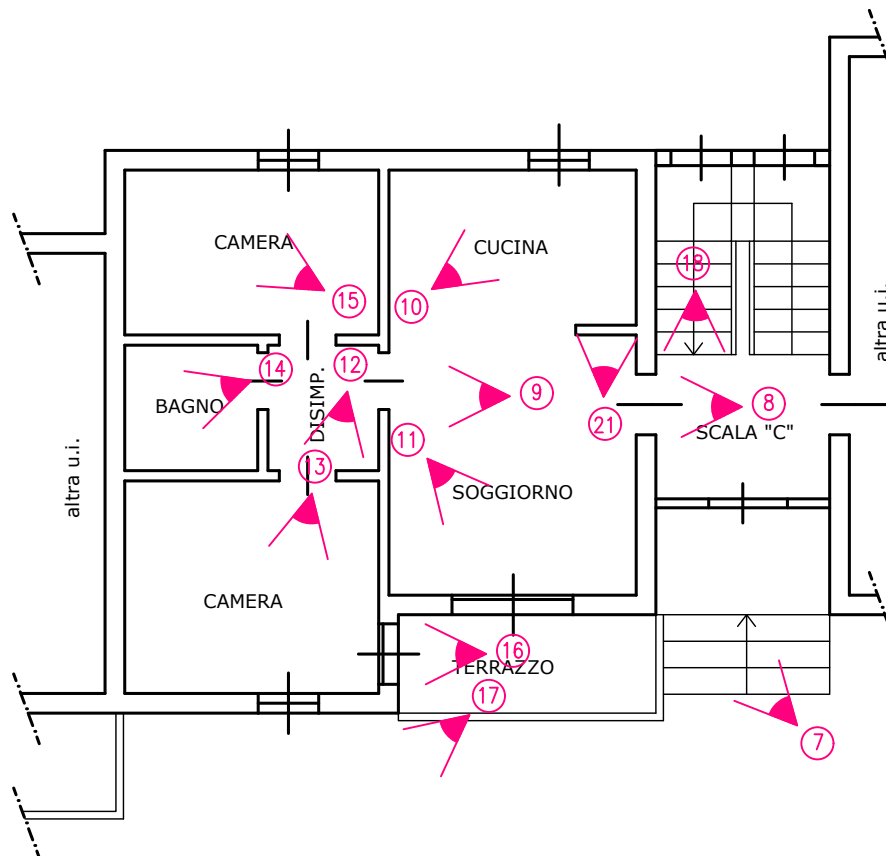 CAMERA
CUCINA
18
15
10
altra u.i.
12
14
DISIMP.
9
8
BAGNO
21
SCALA "C"
11
13
altra u.i.
SOGGIORNO
CAMERA
16
TERRAZZO
17
7